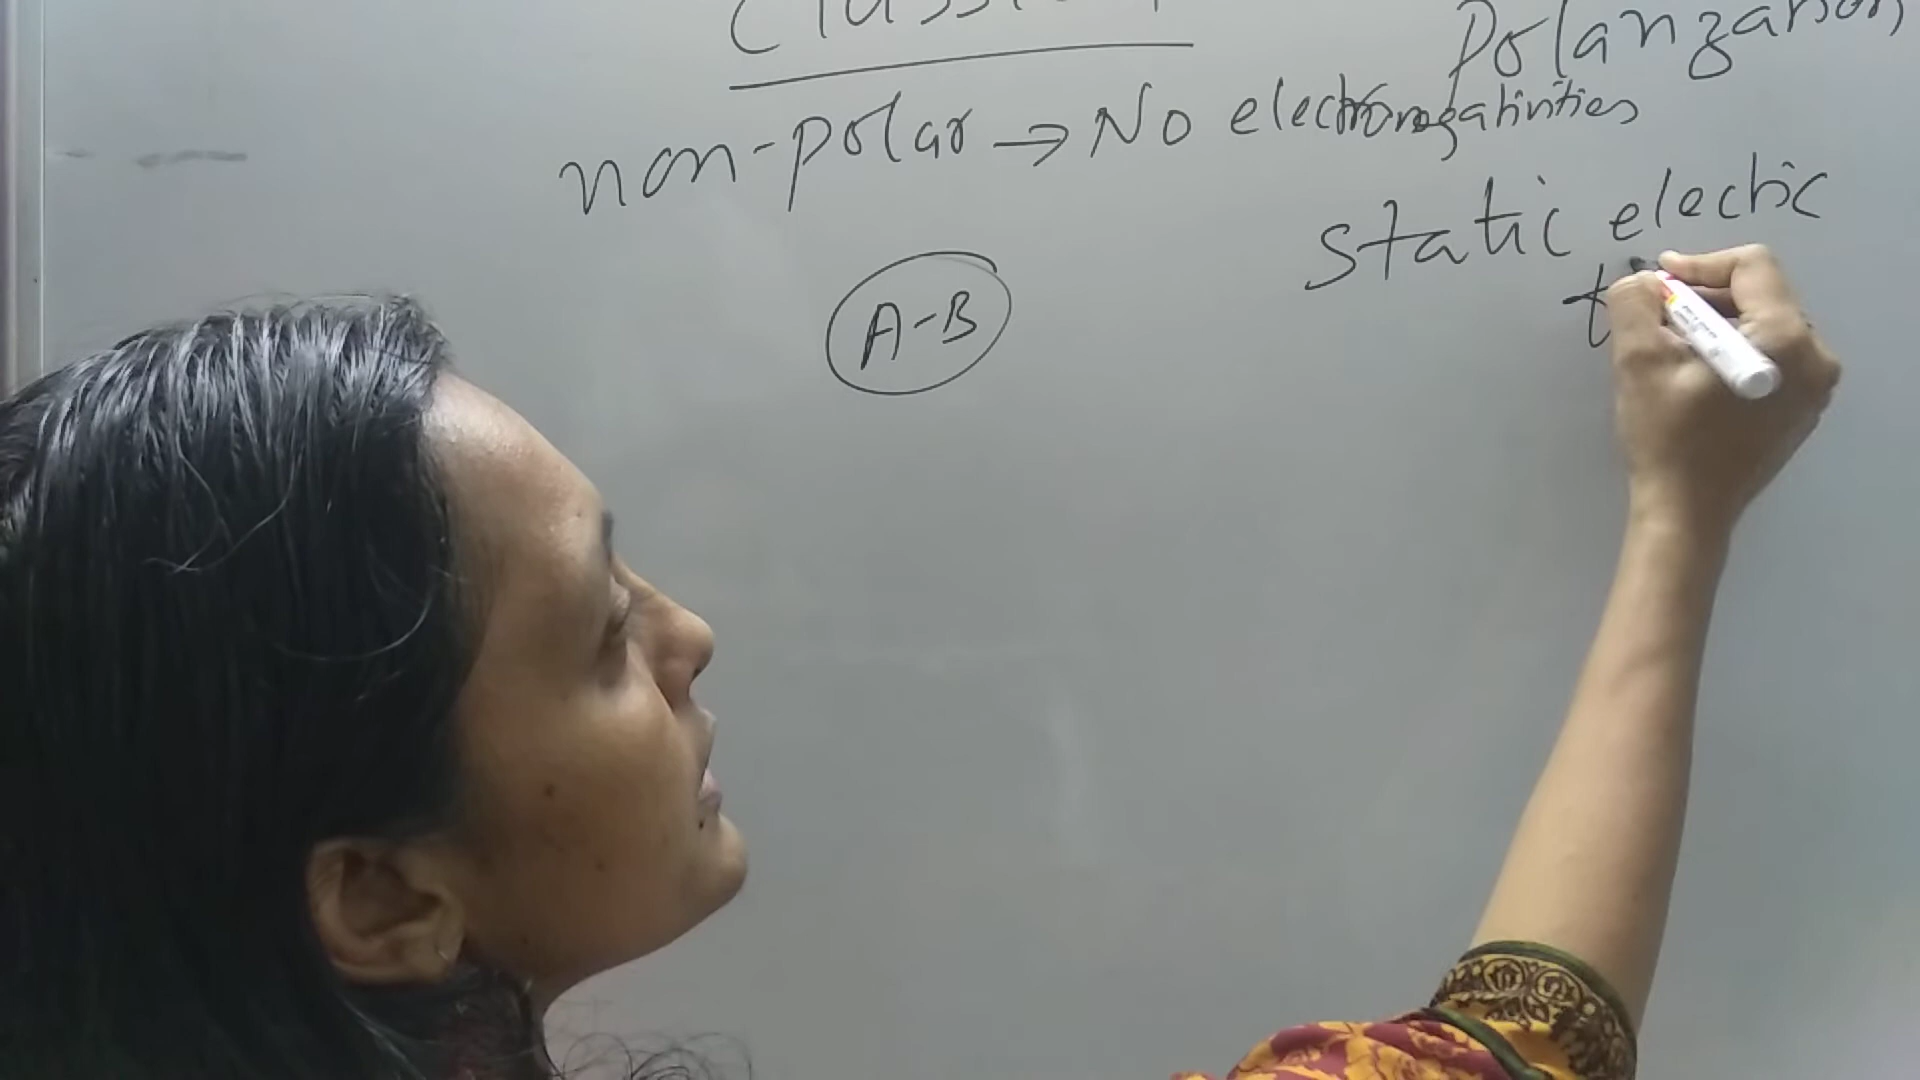 Polarization
non-polar → No electronegativities
static electric
A-B